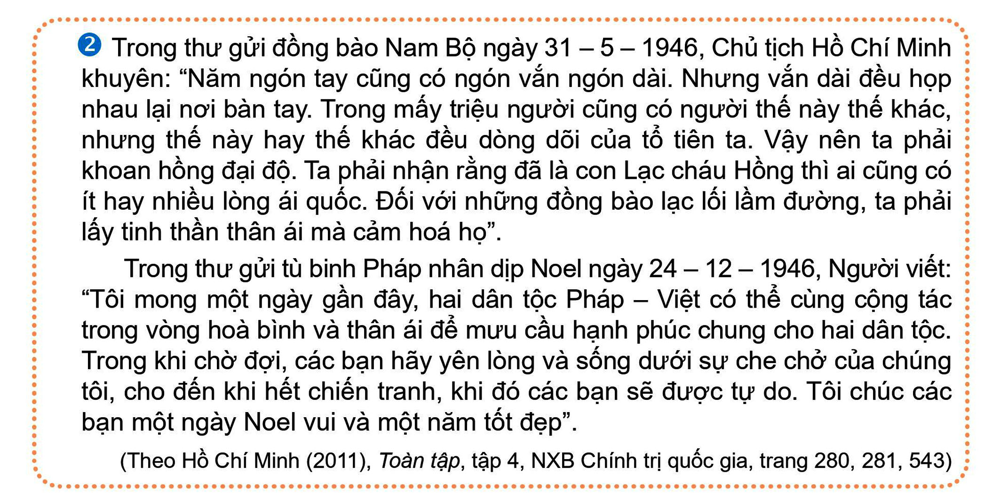 2 Trong thư gửi đồng bào Nam Bộ ngày 31 – 5 – 1946, Chủ tịch Hồ Chí Minh
khuyên: “Năm ngón tay cũng có ngón vắn ngón dài. Nhưng vắn dài đều họp
nhau lại nơi bàn tay. Trong mấy triệu người cũng có người thế này thế khác,
nhưng thế này hay thế khác đều dòng dõi của tổ tiên ta. Vậy nên ta phải
khoan hồng đại độ. Ta phải nhận rằng đã là con Lạc cháu Hồng thì ai cũng có
ít hay nhiều lòng ái quốc. Đối với những đồng bào lạc lối lầm đường, ta phải
lấy tinh thần thân ái mà cảm hoá họ”.
Trong thư gửi tù binh Pháp nhân dịp Noel ngày 24 – 12 – 1946, Người viết:
“Tôi mong một ngày gần đây, hai dân tộc Pháp – Việt có thể cùng cộng tác
trong vòng hoà bình và thân ái để mưu cầu hạnh phúc chung cho hai dân tộc.
Trong khi chờ đợi, các bạn hãy yên lòng và sống dưới sự che chở của chúng
tôi, cho đến khi hết chiến tranh, khi đó các bạn sẽ được tự do. Tôi chúc các
bạn một ngày Noel vui và một năm tốt đẹp”.
(Theo Hồ Chí Minh (2011), Toàn tập, tập 4, NXB Chính trị quốc gia, trang 280, 281, 543)